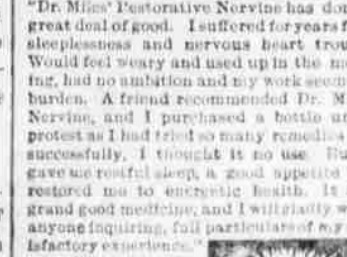 "Dr. Miles' Restorative Nervine has don
great deal of good. I suffered for years f
sleeplessness and nervous heart trou
Would feel weary and used up in the mo
ing, had no ambition and my work seem
burden. A friend recommended Dr. M
Nervine, and I purchased a bottle un
protest as I had tried so many remedies
successfully, I thought it no use. Bu
gave me restful sleep, a good appetite
restored me to energetic health. It
grand good medicine, and I will gladly w
anyone inquiring, full particulars of my
isfactory experience."